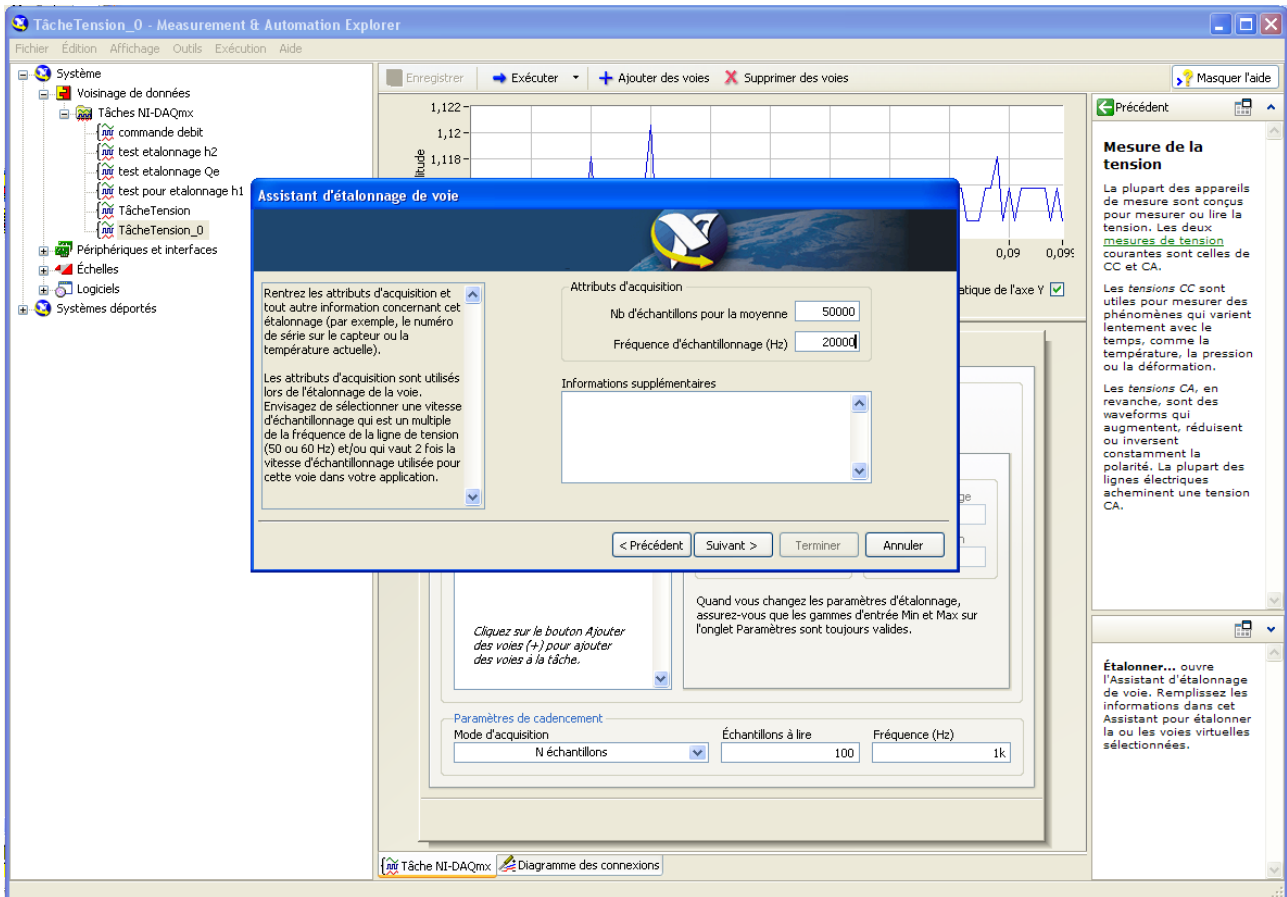 TâcheTension_0 - Measurement & Automation Explorer
Fichier Édition Affichage Outils Exécution Aide
Système
Voisinage de données
Tâches NI-DAQmx
commande debit
test etalonnage h2
test etalonnage Qe
test pour etalonnage h1
TâcheTension
TâcheTension_0
Périphériques et interfaces
Échelles
Logiciels
Systèmes déportés
Enregistrer Exécuter Ajouter des voies Supprimer des voies
Masquer l'aide
1,122
1,12
1,118
0,09
atique de l'axe Y
Assistant d'étalonnage de voie
Rentrez les attributs d'acquisition et
tout autre information concernant cet
étalonnage (par exemple, le numéro
de série sur le capteur ou la
température actuelle).
Les attributs d'acquisition sont utilisés
lors de l'étalonnage de la voie.
Envisagez de sélectionner une vitesse
d'échantillonnage qui est un multiple
de la fréquence de la ligne de tension
(50 ou 60 Hz) et/ou qui vaut 2 fois la
vitesse d'échantillonnage utilisée pour
cette voie dans votre application.
Attributs d'acquisition
Nb d'échantillons pour la moyenne 50000
Fréquence d'échantillonnage (Hz) 20000
Informations supplémentaires
< Précédent Suivant > Terminer Annuler
Quand vous changez les paramètres d'étalonnage,
assurez-vous que les gammes d'entrée Min et Max sur
l'onglet Paramètres sont toujours valides.
Cliquez sur le bouton Ajouter
des voies (+) pour ajouter
des voies à la tâche.
Paramètres de cadencement
Mode d'acquisition Échantillons à lire Fréquence (Hz)
N échantillons 100 1k
Tâche NI-DAQmx Diagramme des connexions
Précédent
Mesure de la
tension
La plupart des appareils
de mesure sont conçus
pour mesurer ou lire la
tension. Les deux
mesures de tension
courantes sont celles de
CC et CA.
Les tensions CC sont
utiles pour mesurer des
phénomènes qui varient
lentement avec le
temps, comme la
température, la pression
ou la déformation.
Les tensions CA, en
revanche, sont des
waveforms qui
augmentent, réduisent
ou inversent
constamment la
polarité. La plupart des
lignes électriques
acheminent une tension
CA.
Étalonner... ouvre
l'Assistant d'étalonnage
de voie. Remplissez les
informations dans cet
Assistant pour étalonner
la ou les voies virtuelles
sélectionnées.